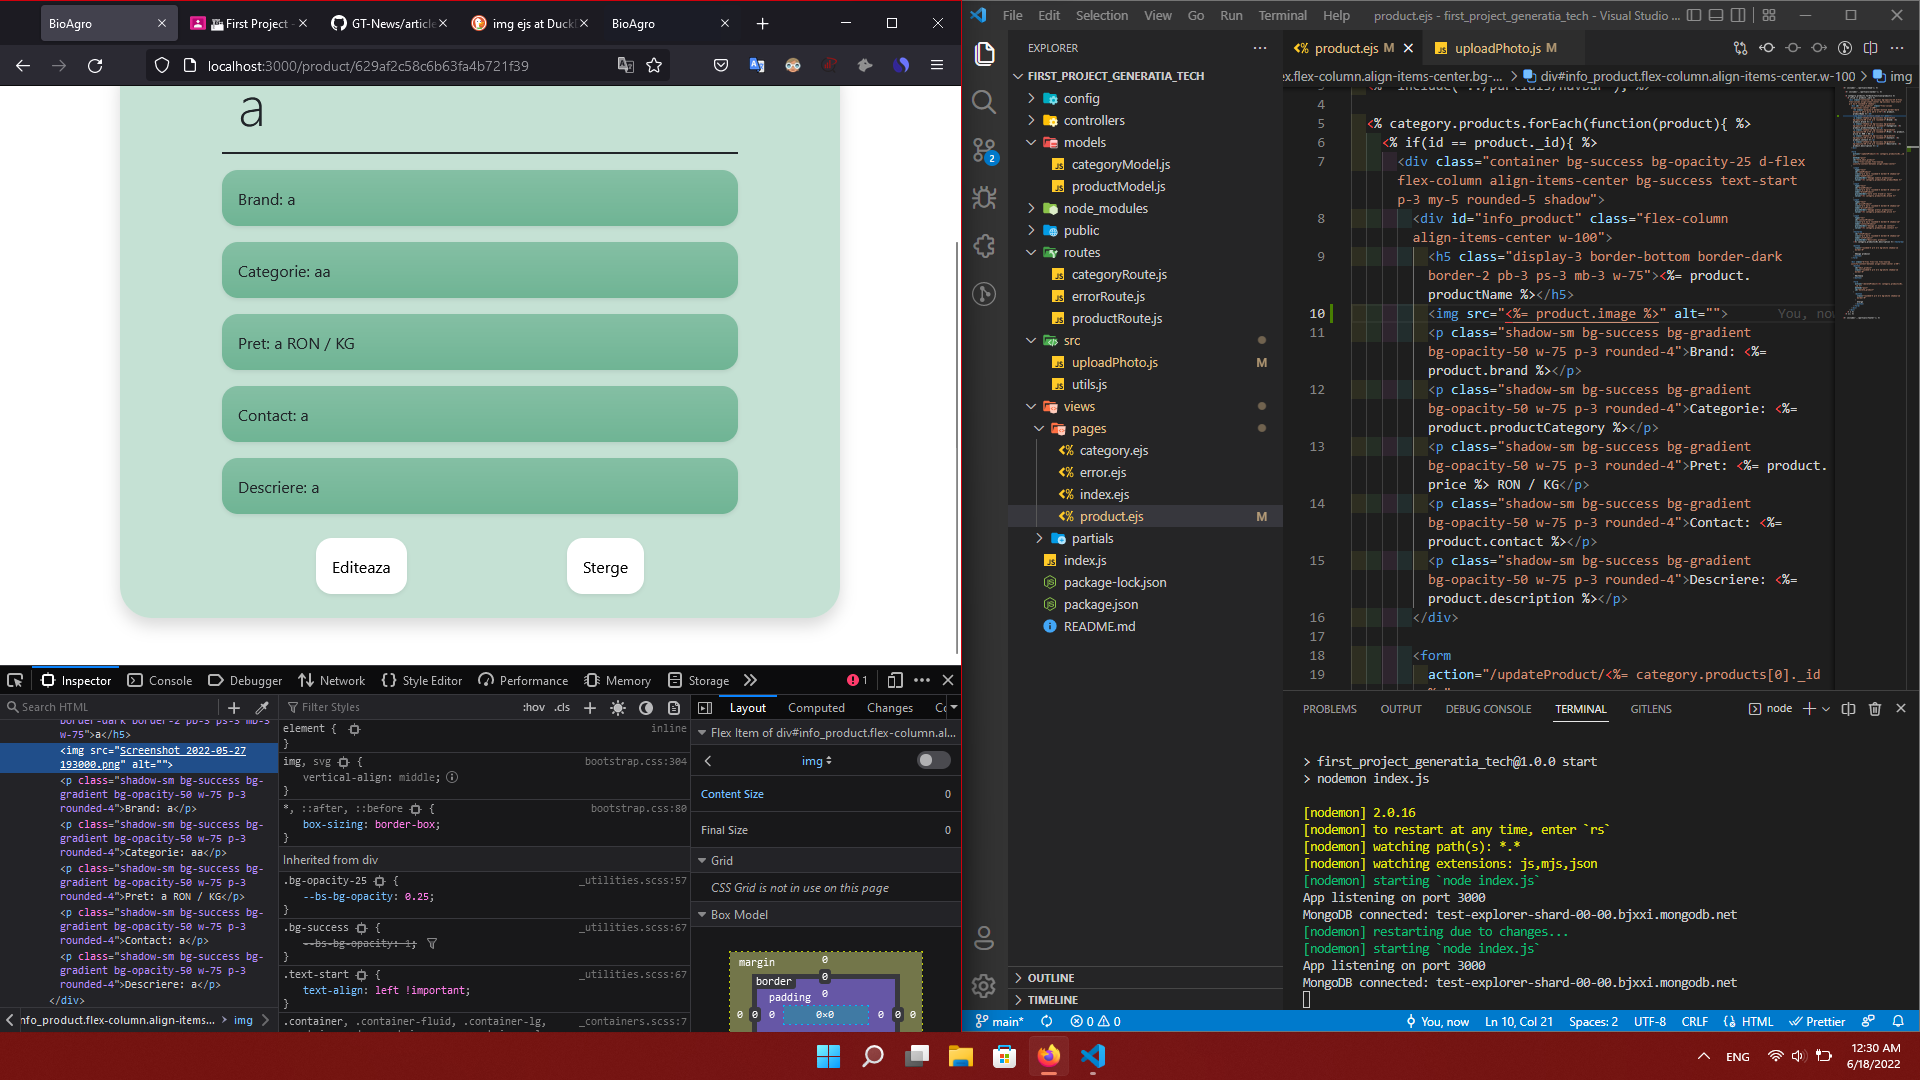 BioAgro
First Project -
GT-News/article
img ejs at Duck
BioAgro
localhost:3000/product/629af2c58c6b63fa4b721f39
a
Brand: a
Categorie: aa
Pret: a RON / KG
Contact: a
Descriere: a
Editeaza
Sterge
Inspector
Console
Debugger
Network
Style Editor
Performance
Memory
Storage
1
Search HTML
Filter Styles
:hov .cls
Layout
Computed
Changes
border-dark border-2 pb-3 ps-3 mb-3
w-75">a</h5>
<img src="Screenshot 2022-05-27
193000.png" alt="">
<p class="shadow-sm bg-success bg-
gradient bg-opacity-50 w-75 p-3
rounded-4">Brand: a</p>
<p class="shadow-sm bg-success bg-
gradient bg-opacity-50 w-75 p-3
rounded-4">Categorie: aa</p>
<p class="shadow-sm bg-success bg-
gradient bg-opacity-50 w-75 p-3
rounded-4">Pret: a RON / KG</p>
<p class="shadow-sm bg-success bg-
gradient bg-opacity-50 w-75 p-3
rounded-4">Contact: a</p>
<p class="shadow-sm bg-success bg-
gradient bg-opacity-50 w-75 p-3
rounded-4">Descriere: a</p>
</div>
nfo_product.flex-column.align-items... > img
element { inline
}
img, svg { bootstrap.css:304
vertical-align: middle;
}
*, ::after, ::before { bootstrap.css:80
box-sizing: border-box;
}
Inherited from div
.bg-opacity-25 { _utilities.scss:57
--bs-bg-opacity: 0.25;
}
.bg-success { _utilities.scss:67
--bs-bg-opacity: 1;
}
.text-start { _utilities.scss:67
text-align: left !important;
}
.container, .container-fluid, .container-lg, _containers.scss:7
Flex Item of div#info_product.flex-column.al...
img
Content Size 0
Final Size 0
Grid
CSS Grid is not in use on this page
Box Model
margin 0
border 0
padding 0
0 0 0 0×0 0 0 0
File Edit Selection View Go Run Terminal Help
product.ejs - first_project_generatia_tech - Visual Studio ...
2
EXPLORER
FIRST_PROJECT_GENERATIA_TECH
config
controllers
models
categoryModel.js
productModel.js
node_modules
public
routes
categoryRoute.js
errorRoute.js
productRoute.js
src
uploadPhoto.js M
utils.js
views
pages
category.ejs
error.ejs
index.ejs
product.ejs M
partials
index.js
package-lock.json
package.json
README.md
OUTLINE
TIMELINE
product.ejs M
uploadPhoto.js M
ex.flex-column.align-items-center.bg-... > div#info_product.flex-column.align-items-center.w-100 > img
4
5 <% category.products.forEach(function(product){ %>
6 <% if(id == product._id){ %>
7 <div class="container bg-success bg-opacity-25 d-flex
flex-column align-items-center bg-success text-start
p-3 my-5 rounded-5 shadow">
8 <div id="info_product" class="flex-column
align-items-center w-100">
9 <h5 class="display-3 border-bottom border-dark
border-2 pb-3 ps-3 mb-3 w-75"><%= product.
productName %></h5>
10 <img src="<%= product.image %>" alt=""> You, now
11 <p class="shadow-sm bg-success bg-gradient
bg-opacity-50 w-75 p-3 rounded-4">Brand: <%=
product.brand %></p>
12 <p class="shadow-sm bg-success bg-gradient
bg-opacity-50 w-75 p-3 rounded-4">Categorie: <%=
product.productCategory %></p>
13 <p class="shadow-sm bg-success bg-gradient
bg-opacity-50 w-75 p-3 rounded-4">Pret: <%= product.
price %> RON / KG</p>
14 <p class="shadow-sm bg-success bg-gradient
bg-opacity-50 w-75 p-3 rounded-4">Contact: <%=
product.contact %></p>
15 <p class="shadow-sm bg-success bg-gradient
bg-opacity-50 w-75 p-3 rounded-4">Descriere: <%=
product.description %></p>
16 </div>
17
18 <form
19 action="/updateProduct/<%= category.products[0]._id
PROBLEMS OUTPUT DEBUG CONSOLE TERMINAL GITLENS
node
> first_project_generatia_tech@1.0.0 start
> nodemon index.js
[nodemon] 2.0.16
[nodemon] to restart at any time, enter `rs`
[nodemon] watching path(s): *.*
[nodemon] watching extensions: js,mjs,json
[nodemon] starting `node index.js`
App listening on port 3000
MongoDB connected: test-explorer-shard-00-00.bjxxi.mongodb.net
[nodemon] restarting due to changes...
[nodemon] starting `node index.js`
App listening on port 3000
MongoDB connected: test-explorer-shard-00-00.bjxxi.mongodb.net
main* 0 0
You, now
Ln 10, Col 21
Spaces: 2
UTF-8
CRLF
HTML
Prettier
ENG
12:30 AM
6/18/2022